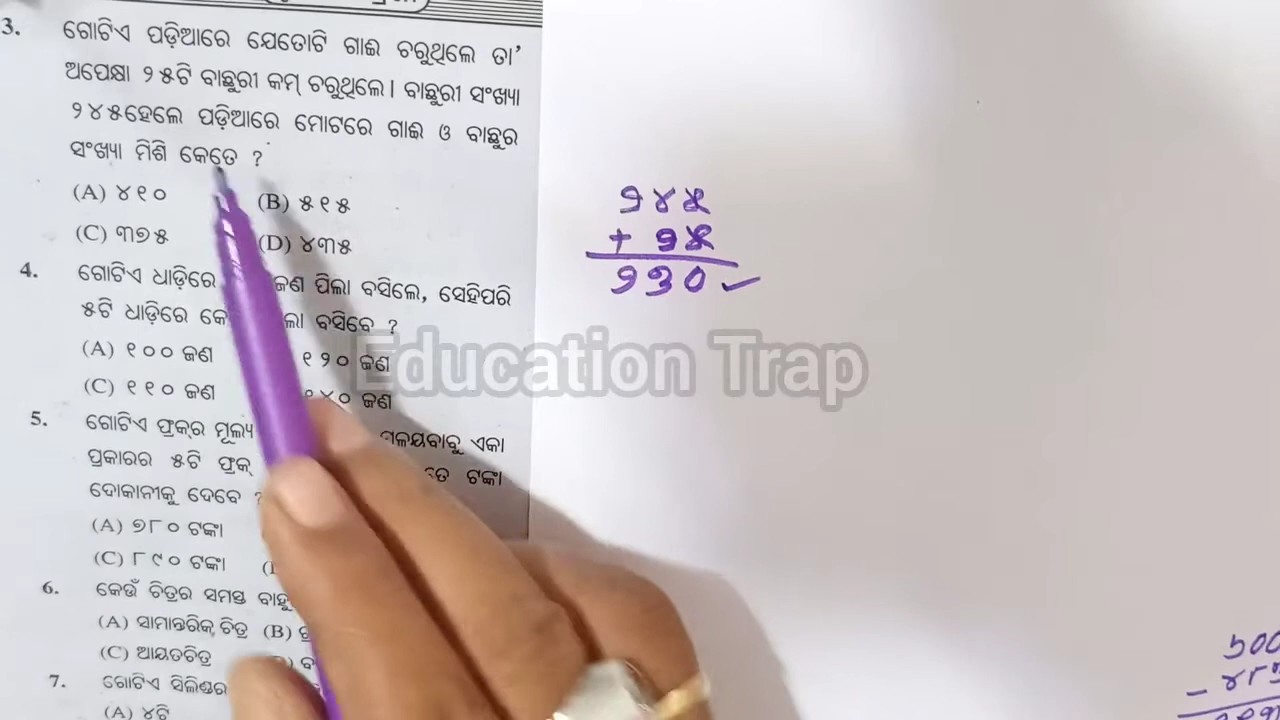 3. ଗୋଟିଏ ପଡ଼ିଆରେ ଯେତୋଟି ଗାଈ ଚରୁଥିଲେ ତା'
ଅପେକ୍ଷା ୨୫ଟି ବାଛୁରୀ କମ୍ ଚରୁଥିଲେ। ବାଛୁରୀ ସଂଖ୍ୟା
୨୪୫ହେଲେ ପଡ଼ିଆରେ ମୋଟରେ ଗାଈ ଓ ବାଛୁର
ସଂଖ୍ୟା ମିଶି କେତେ ?
(A) ୪୧୦ (B) ୫୧୫
(C) ୩୭୫ (D) ୪୩୫
4. ଗୋଟିଏ ଧାଡ଼ିରେ ଜଣ ପିଲା ବସିଲେ, ସେହିପରି
୫ଟି ଧାଡ଼ିରେ ବସିବେ ?
(A) ୧୦୦ ଜଣ ୧୨୦ ଜଣ
(C) ୧୧୦ ଜଣ ୧୪୦ ଜଣ
5. ଗୋଟିଏ ଫ୍ରକ୍‌ର ମୂଲ୍ୟ ଏକା
ପ୍ରକାରର ୫ଟି ଫ୍ରକ୍ ଟଙ୍କା
ଦୋକାନୀକୁ ଦେବେ ?
(A) ୭୮୦ ଟଙ୍କା
(C) ୮୯୦ ଟଙ୍କା
6. କେଉଁ ଚିତ୍ରର ସମସ୍ତ
(A) ସାମାନ୍ତରିକ ଚିତ୍ର (B)
(C) ଆୟତଚିତ୍ର
7. ଗୋଟିଏ ସିଲିଣ୍ଡର
(A) ୪ଟି
୨୪୫
+ ୨୫
୨୭୦
Education Trap